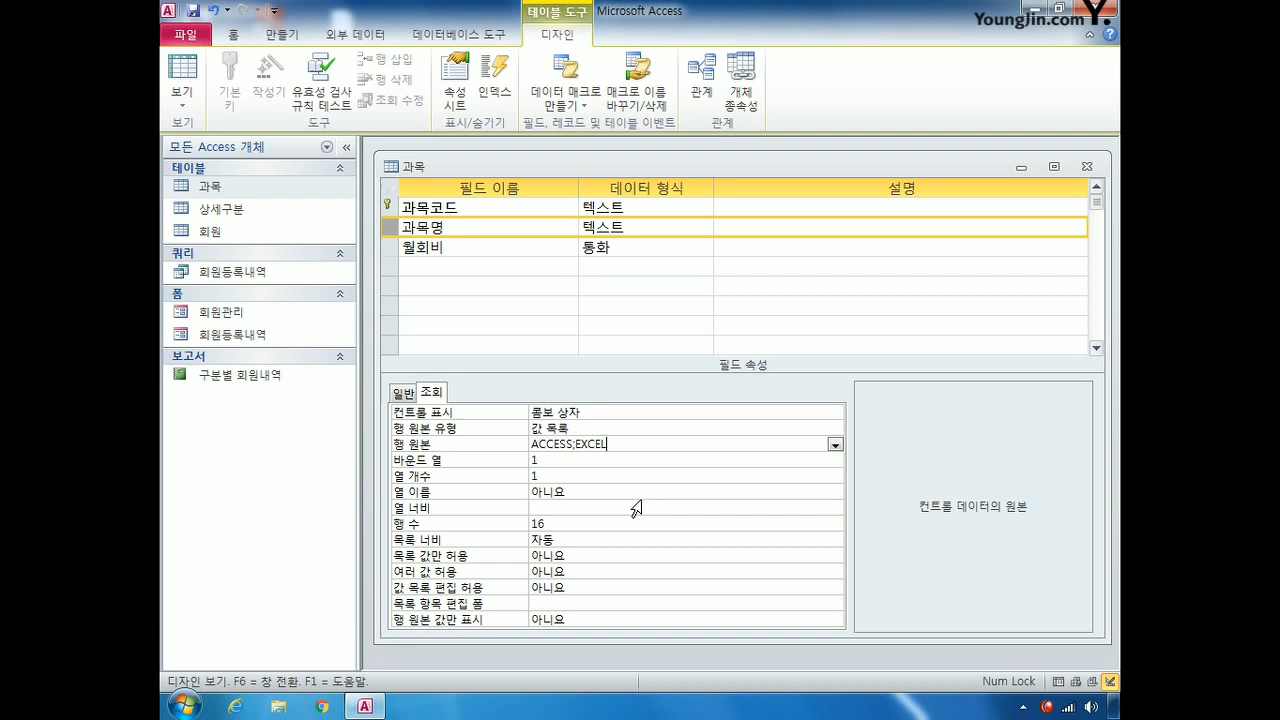 테이블 도구 Microsoft Access
YoungJin.com Y.
파일 홈 만들기 외부 데이터 데이터베이스 도구 디자인
보기
기본 키
작성기
유효성 검사 규칙 테스트
행 삽입
행 삭제
조회 수정
속성 시트
인덱스
데이터 매크로 만들기
매크로 이름 바꾸기/삭제
관계
개체 종속성
보기 도구 표시/숨기기 필드, 레코드 및 테이블 이벤트 관계
모든 Access 개체
테이블
과목
상세구분
회원
쿼리
회원등록내역
폼
회원관리
회원등록내역
보고서
구분별 회원내역
과목
필드 이름 데이터 형식 설명
과목코드 텍스트
과목명 텍스트
월회비 통화
필드 속성
일반 조회
컨트롤 표시 콤보 상자
행 원본 유형 값 목록
행 원본 ACCESS;EXCEL
바운드 열 1
열 개수 1
열 이름 아니요
열 너비
행 수 16
목록 너비 자동
목록 값만 허용 아니요
여러 값 허용 아니요
값 목록 편집 허용 아니요
목록 항목 편집 폼
행 원본 값만 표시 아니요
컨트롤 데이터의 원본
디자인 보기. F6 = 창 전환. F1 = 도움말. Num Lock